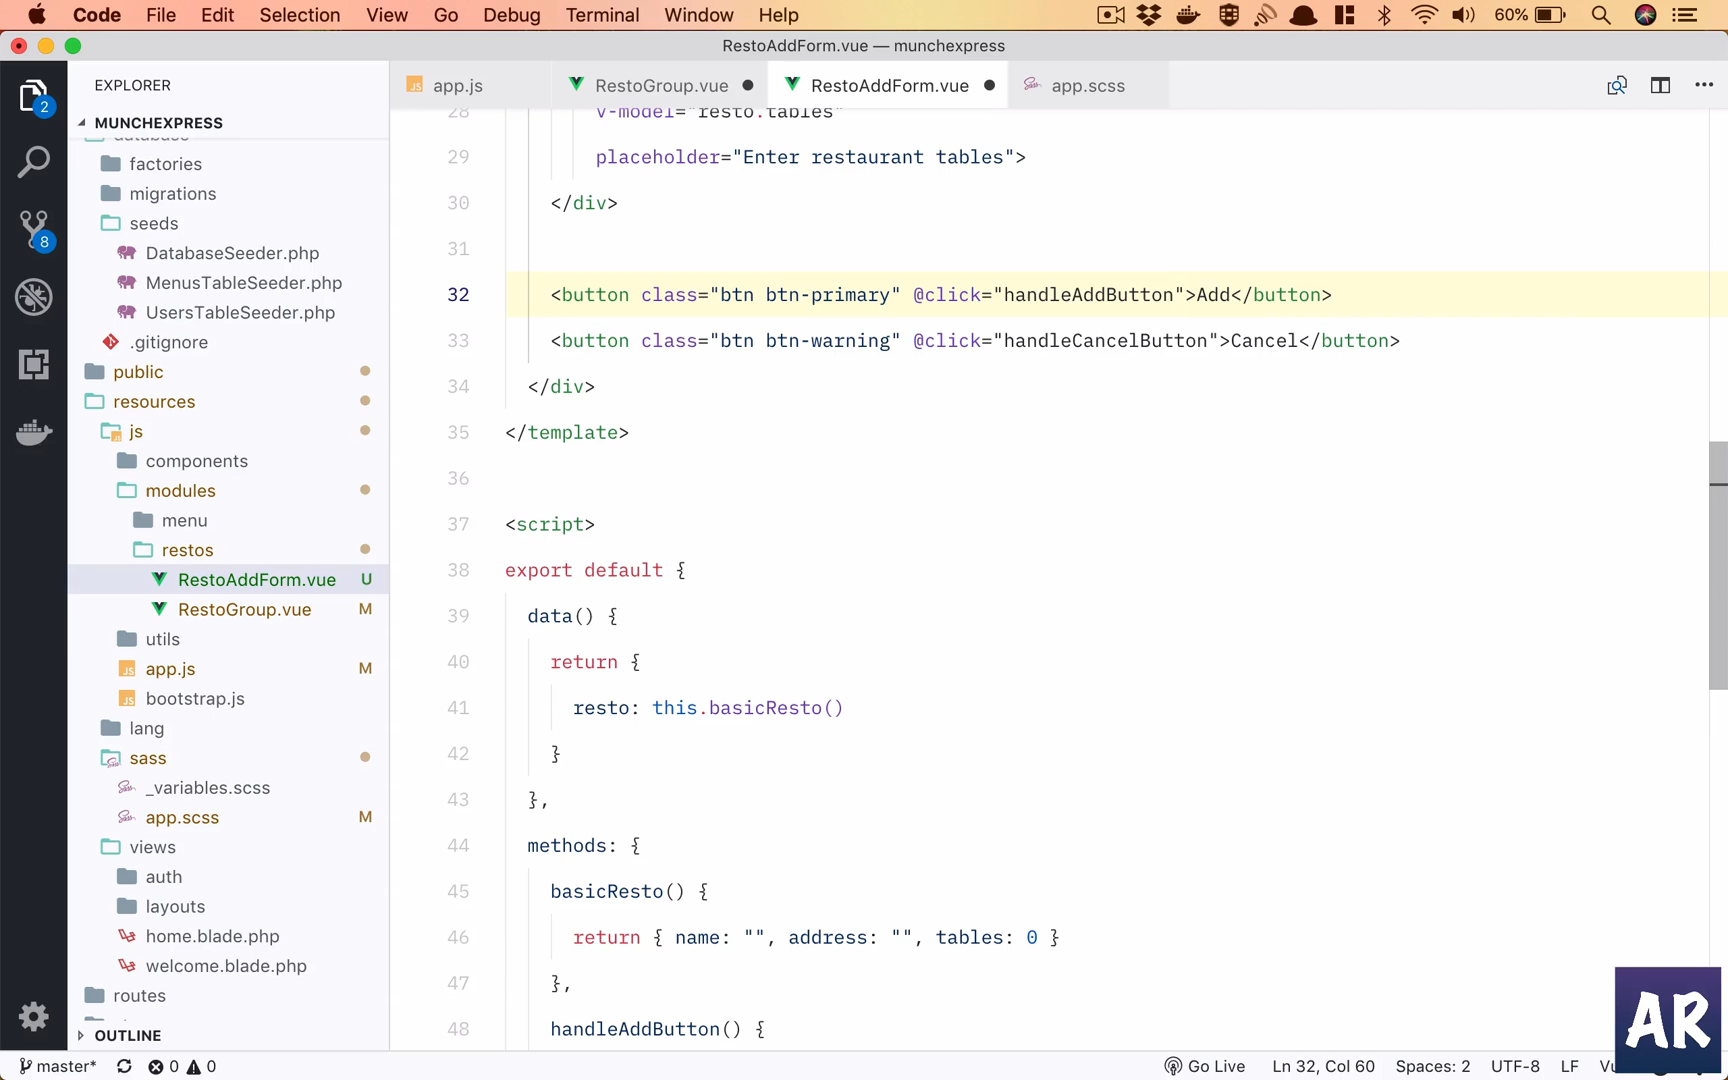 Code File Edit Selection View Go Debug Terminal Window Help 60%
RestoAddForm.vue — munchexpress
EXPLORER
app.js RestoGroup.vue RestoAddForm.vue app.scss
2
MUNCHEXPRESS
database
factories
migrations
seeds
DatabaseSeeder.php
8
MenusTableSeeder.php
UsersTableSeeder.php
.gitignore
public
resources
js
components
modules
menu
restos
RestoAddForm.vue U
RestoGroup.vue M
utils
app.js M
bootstrap.js
lang
sass
_variables.scss
app.scss M
views
auth
layouts
home.blade.php
welcome.blade.php
routes
OUTLINE
28 v-model="resto.tables"
29 placeholder="Enter restaurant tables">
30 </div>
31
32 <button class="btn btn-primary" @click="handleAddButton">Add</button>
33 <button class="btn btn-warning" @click="handleCancelButton">Cancel</button>
34 </div>
35 </template>
36
37 <script>
38 export default {
39 data() {
40 return {
41 resto: this.basicResto()
42 }
43 },
44 methods: {
45 basicResto() {
46 return { name: "", address: "", tables: 0 }
47 },
48 handleAddButton() {
AR
master* 0 0 Go Live Ln 32, Col 60 Spaces: 2 UTF-8 LF